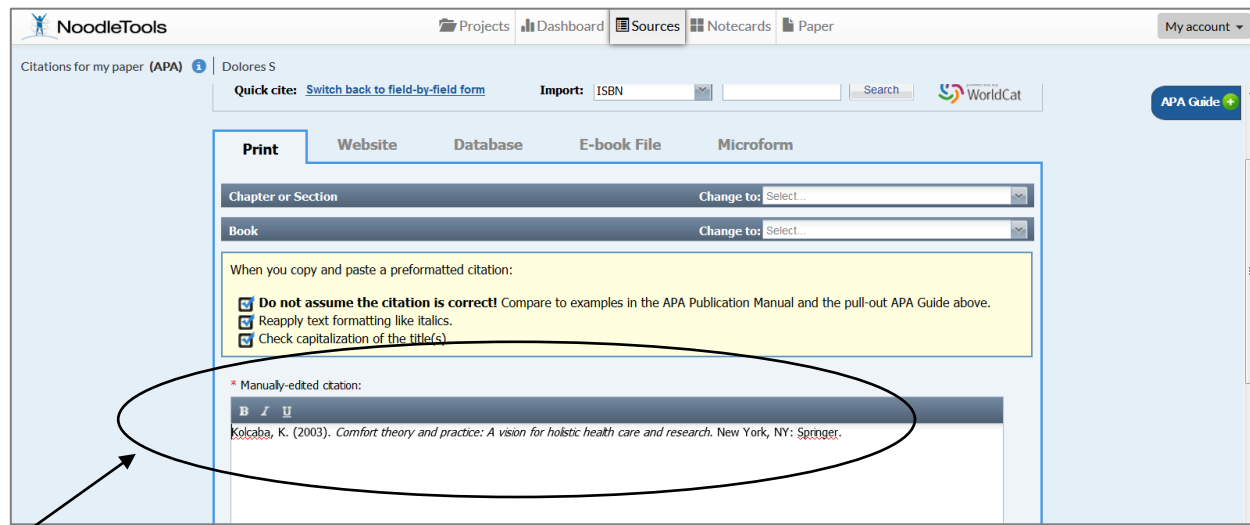 NoodleTools Projects Dashboard Sources Notecards Paper My account
Citations for my paper (APA) Dolores S
Quick cite: Switch back to field-by-field form Import: ISBN Search WorldCat
APA Guide
Print Website Database E-book File Microform
Chapter or Section Change to: Select...
Book Change to: Select...
When you copy and paste a preformatted citation:
Do not assume the citation is correct! Compare to examples in the APA Publication Manual and the pull-out APA Guide above.
Reapply text formatting like italics.
Check capitalization of the title(s)
* Manually-edited citation:
B I U
Kolcaba, K. (2003). Comfort theory and practice: A vision for holistic health care and research. New York, NY: Springer.